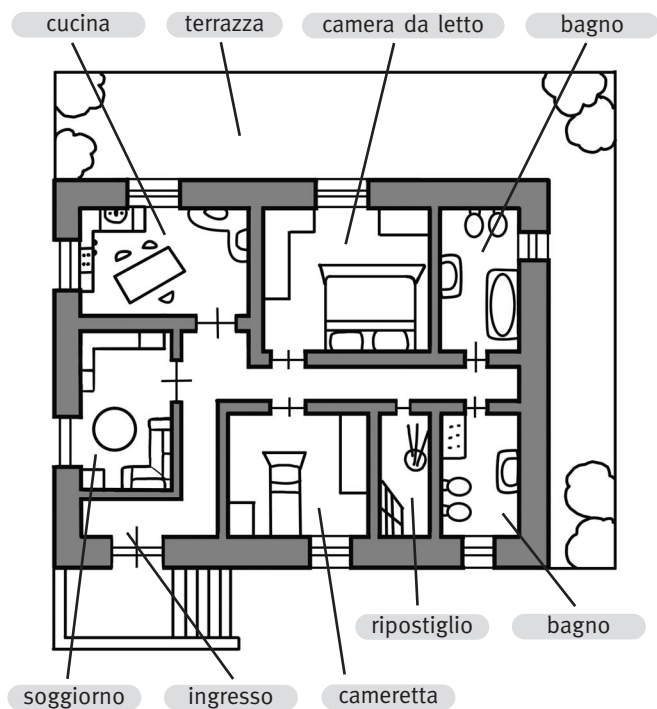 cucina terrazza camera da letto bagno
ripostiglio bagno
soggiorno ingresso cameretta